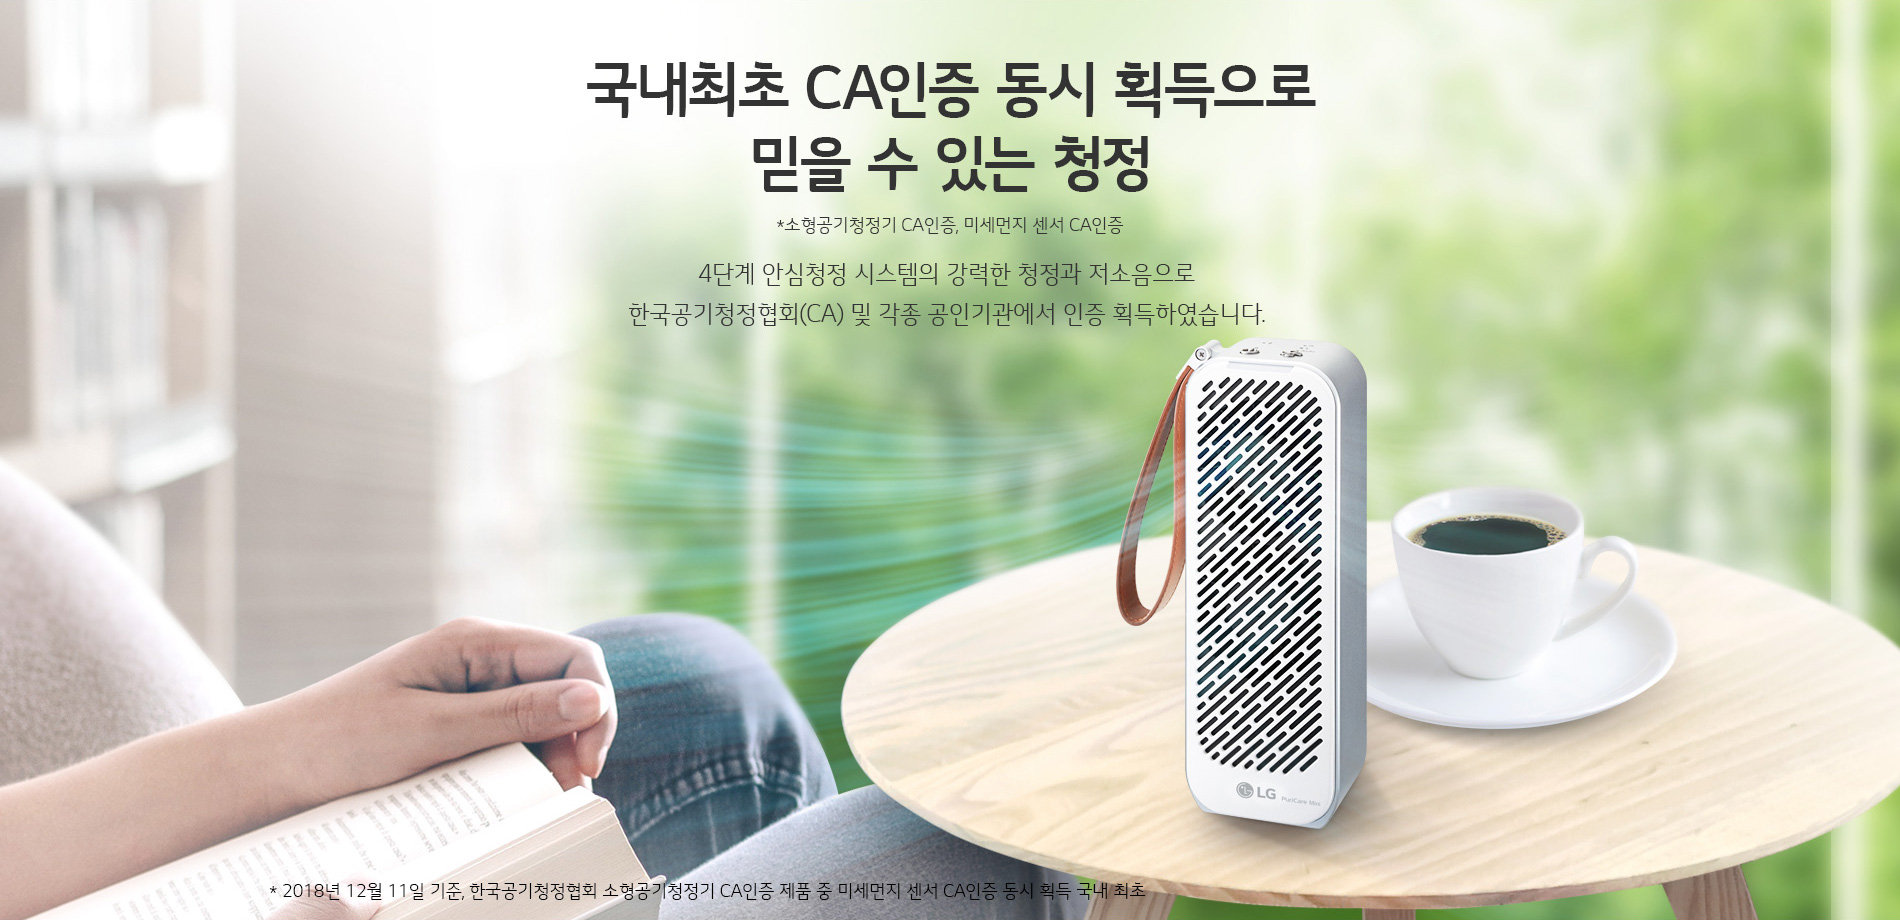 국내최초 CA인증 동시 획득으로
믿을 수 있는 청정
*소형공기청정기 CA인증, 미세먼지 센서 CA인증
4단계 안심청정 시스템의 강력한 청정과 저소음으로
한국공기청정협회(CA) 및 각종 공인기관에서 인증 획득하였습니다.
LG PuriCare Mini
* 2018년 12월 11일 기준, 한국공기청정협회 소형공기청정기 CA인증 제품 중 미세먼지 센서 CA인증 동시 획득 국내 최초